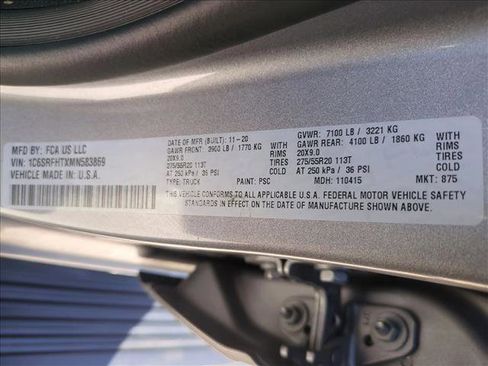 MFD BY: FCA US LLC
VIN: 1C6SRFHTXMN583869
VEHICLE MADE IN: U.S.A.
DATE OF MFR (BUILT): 11-20
GAWR FRONT: 3900 LB / 1770 KG WITH
20X9.0 RIMS
275/55R20 113T TIRES
AT 250 kPa / 36 PSI COLD
TYPE: TRUCK PAINT: PSC
GVWR: 7100 LB / 3221 KG
GAWR REAR: 4100 LB / 1860 KG WITH
20X9.0 RIMS
275/55R20 113T TIRES
AT 250 kPa / 36 PSI COLD
MDH: 110415 MKT: 875
THIS VEHICLE CONFORMS TO ALL APPLICABLE U.S.A. FEDERAL MOTOR VEHICLE SAFETY
STANDARDS IN EFFECT ON THE DATE OF MANUFACTURE SHOWN ABOVE.